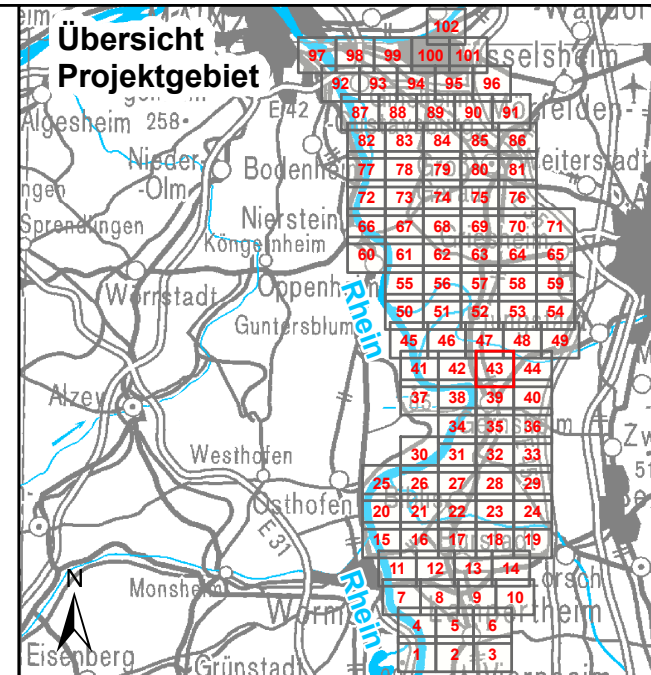 Übersicht
Projektgebiet
102
97 98 99 100 101
sselsheim
92 93 94 95 96
E 42
87 88 89 90 91
Algesheim 258
felden-
82 83 84 85 86
Nieder-
-Olm
Bodenheim
77 78 79 80 81
eiterstadt
72 73 74 75 76
Nierstein
Sprendlingen
66 67 68 69 70 71
Köngernheim
60 61 62 63 64 65
Oppenheim
Wörrstadt
55 56 57 58 59
Rhein
50 51 52 53 54
Guntersblum
45 46 47 48 49
41 42 43 44
Alzey
37 38 39 40
34 35 36
Westhofen
30 31 32 33
25 26 27 28 29
Osthofen
20 21 22 23 24
E 31
15 16 17 18 19
11 12 13 14
N
Monsheim
Rhein
orsch
7 8 9 10
Worms
4 5 6
Eisenberg
Grünstadt
1 2 3